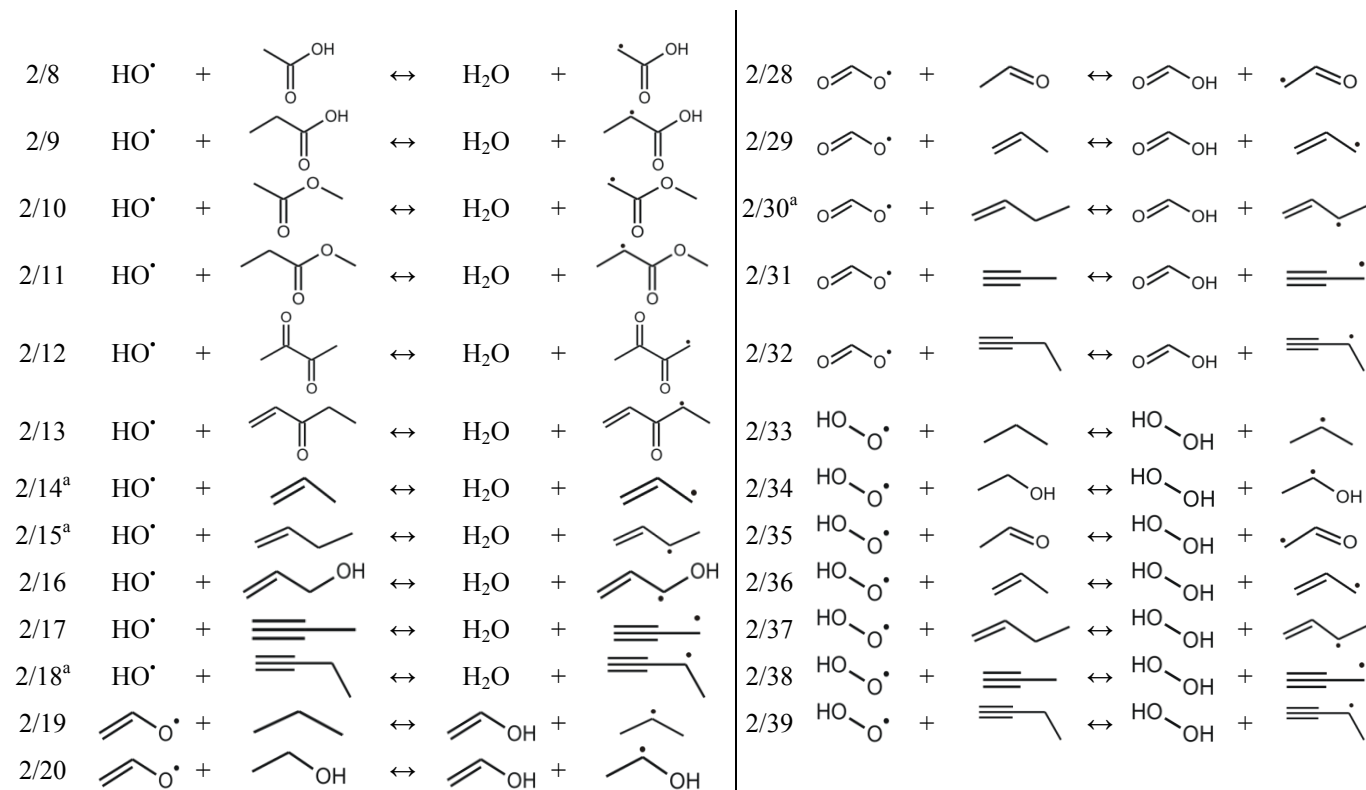 2/8 HO• + OH O ↔ H₂O + • OH O
2/9 HO• + OH O ↔ H₂O + • OH O
2/10 HO• + O O ↔ H₂O + • O O
2/11 HO• + O O ↔ H₂O + • O O
2/12 HO• + O O ↔ H₂O + O • O
2/13 HO• + O ↔ H₂O + • O
2/14ᵃ HO• + ↔ H₂O + •
2/15ᵃ HO• + ↔ H₂O + •
2/16 HO• + OH ↔ H₂O + OH •
2/17 HO• + ↔ H₂O + •
2/18ᵃ HO• + ↔ H₂O + •
2/19 O• + ↔ OH + •
2/20 O• + OH ↔ OH + • OH
2/28 O O• + O ↔ O OH + • O
2/29 O O• + ↔ O OH + •
2/30ᵃ O O• + ↔ O OH + •
2/31 O O• + ↔ O OH + •
2/32 O O• + ↔ O OH + •
2/33 HO O• + ↔ HO OH + •
2/34 HO O• + OH ↔ HO OH + • OH
2/35 HO O• + O ↔ HO OH + • O
2/36 HO O• + ↔ HO OH + •
2/37 HO O• + ↔ HO OH + •
2/38 HO O• + ↔ HO OH + •
2/39 HO O• + ↔ HO OH + •